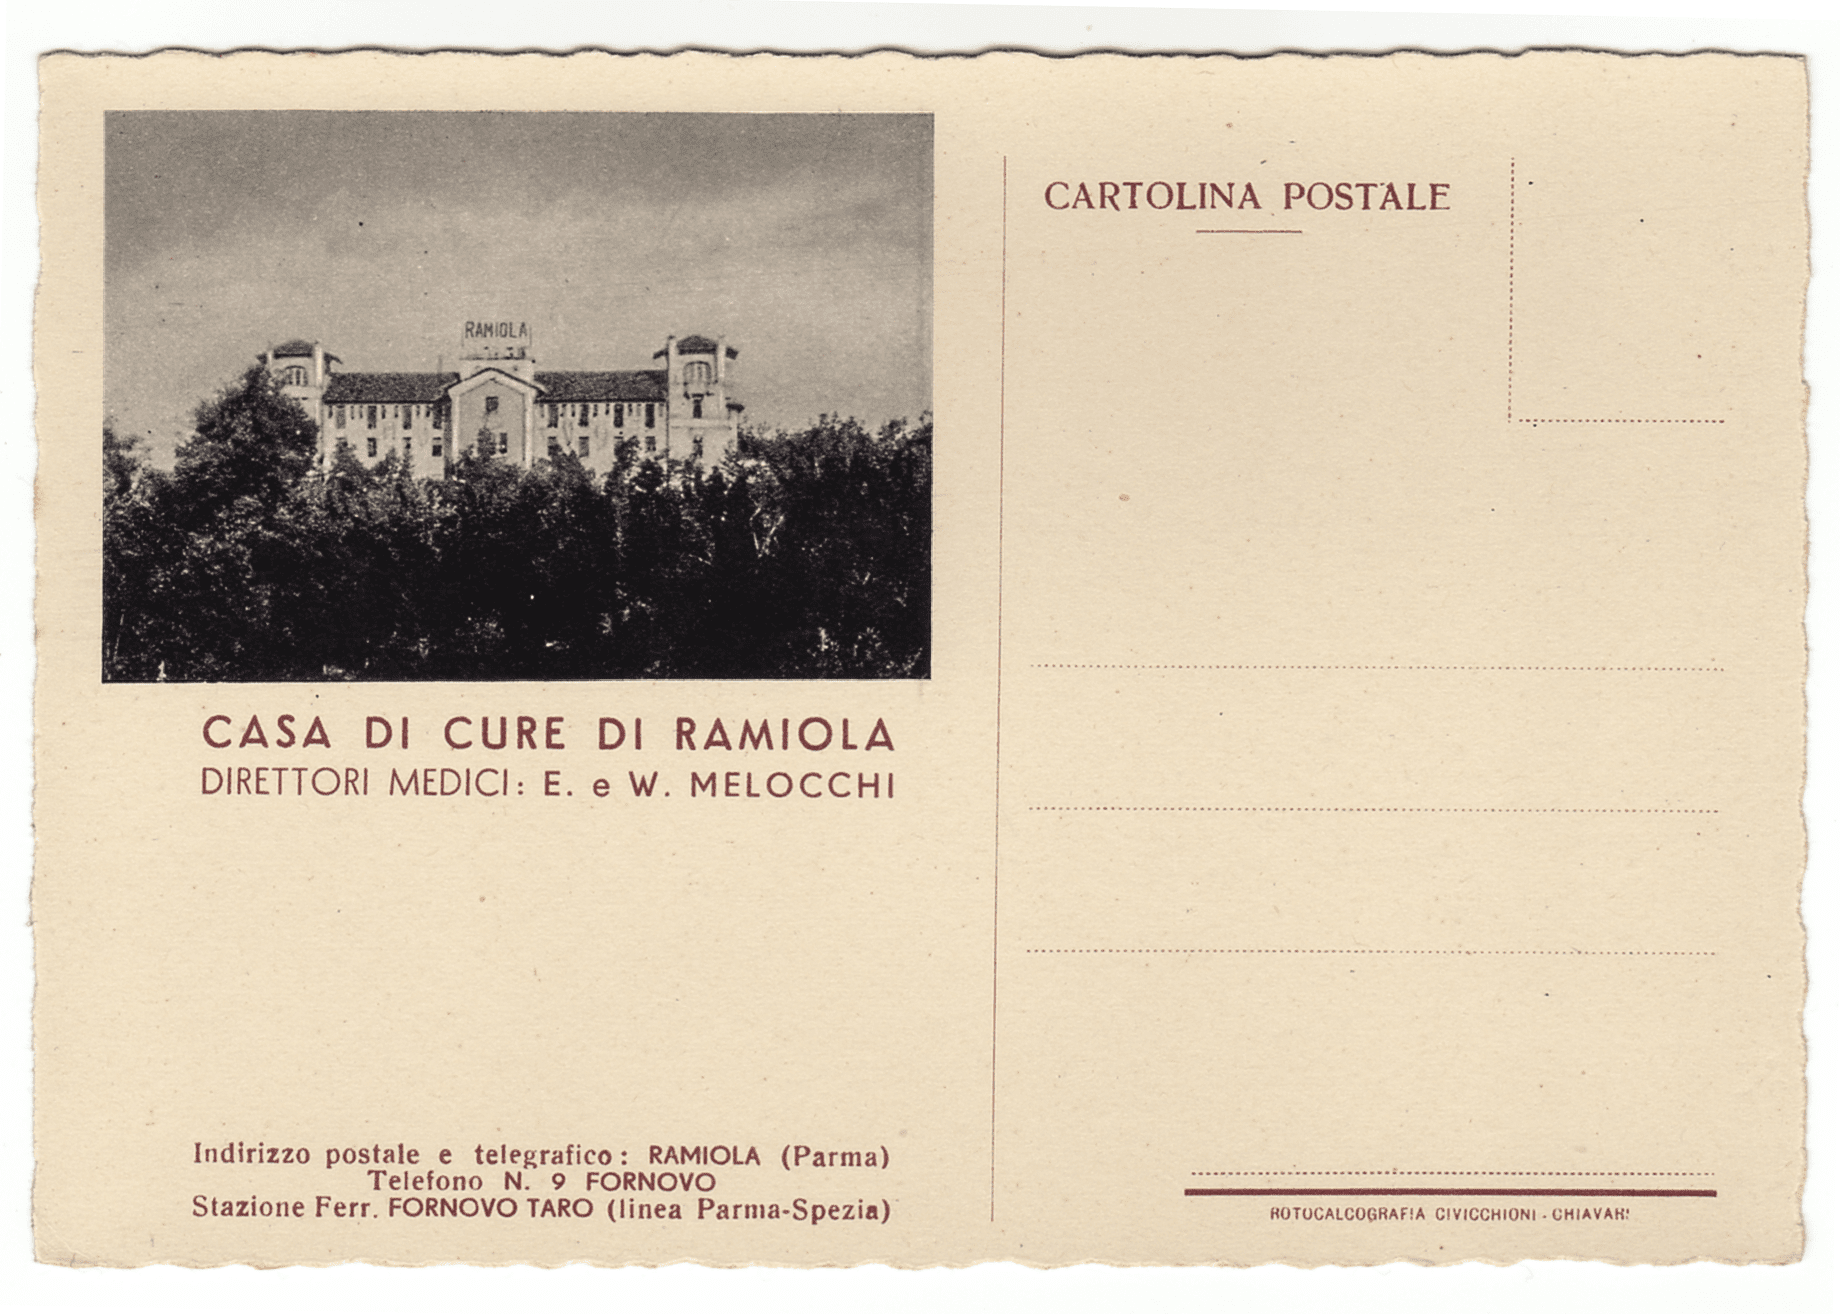 RAMIOLA
CASA DI CURE DI RAMIOLA
DIRETTORI MEDICI: E. e W. MELOCCHI
Indirizzo postale e telegrafico: RAMIOLA (Parma)
Telefono N. 9 FORNOVO
Stazione Ferr. FORNOVO TARO (linea Parma-Spezia)
CARTOLINA POSTALE
ROTOCALCOGRAFIA CIVICCHIONI - CHIAVARI